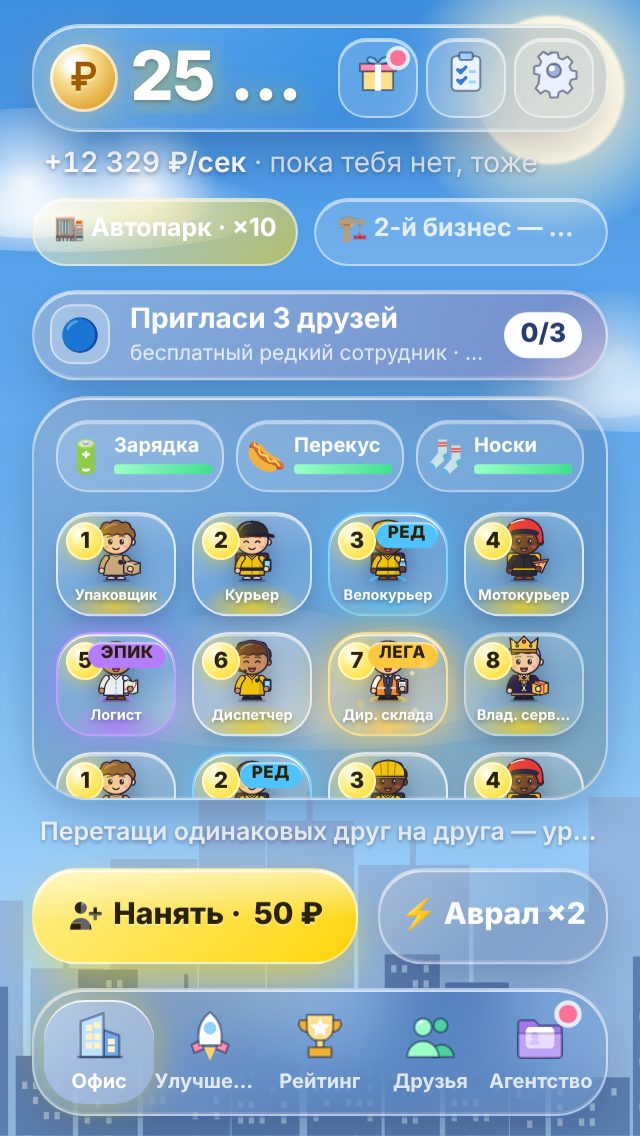 ₽ 25 ...
+12 329 ₽/сек · пока тебя нет, тоже
Автопарк · ×10
2-й бизнес — ...
Пригласи 3 друзей
бесплатный редкий сотрудник · ...
0/3
Зарядка
Перекус
Носки
1
2
3 РЕД
4
Упаковщик
Курьер
Велокурьер
Мотокурьер
5 ЭПИК
6
7 ЛЕГА
8
Логист
Диспетчер
Дир. склада
Влад. серв...
1
2 РЕД
3
4
Перетащи одинаковых друг на друга — ур...
Нанять · 50 ₽
Аврал ×2
Офис
Улучше...
Рейтинг
Друзья
Агентство